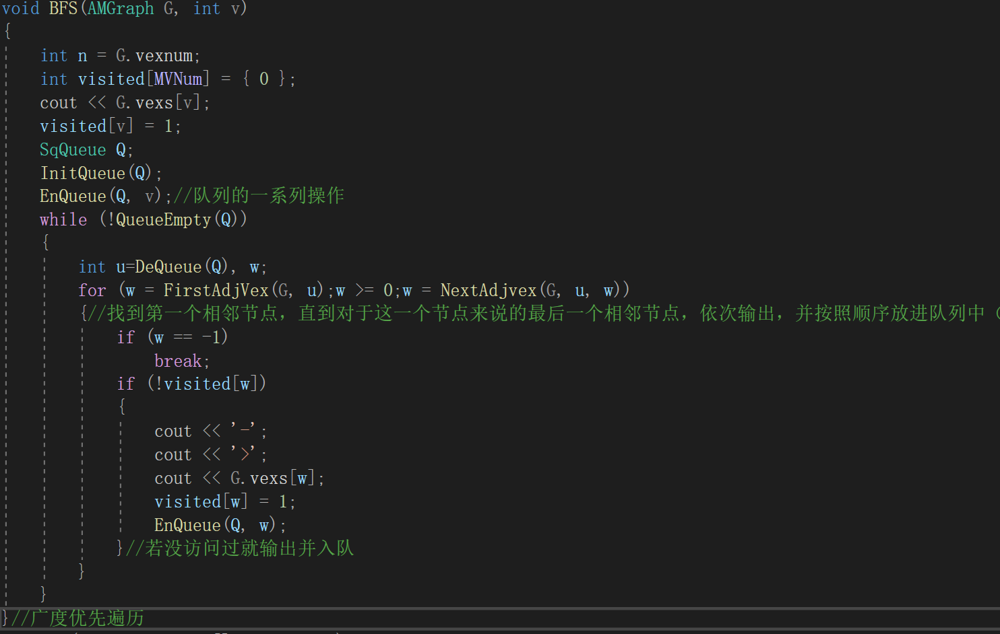 void BFS(AMGraph G, int v)
{
    int n = G.vexnum;
    int visited[MVNum] = { 0 };
    cout << G.vexs[v];
    visited[v] = 1;
    SqQueue Q;
    InitQueue(Q);
    EnQueue(Q, v);//队列的一系列操作
    while (!QueueEmpty(Q))
    {
        int u=DeQueue(Q), w;
        for (w = FirstAdjVex(G, u);w >= 0;w = NextAdjvex(G, u, w))
        {//找到第一个相邻节点，直到对于这一个节点来说的最后一个相邻节点，依次输出，并按照顺序放进队列中（
            if (w == -1)
                break;
            if (!visited[w])
            {
                cout << '-';
                cout << '>';
                cout << G.vexs[w];
                visited[w] = 1;
                EnQueue(Q, w);
            }//若没访问过就输出并入队
        }
    }
}//广度优先遍历